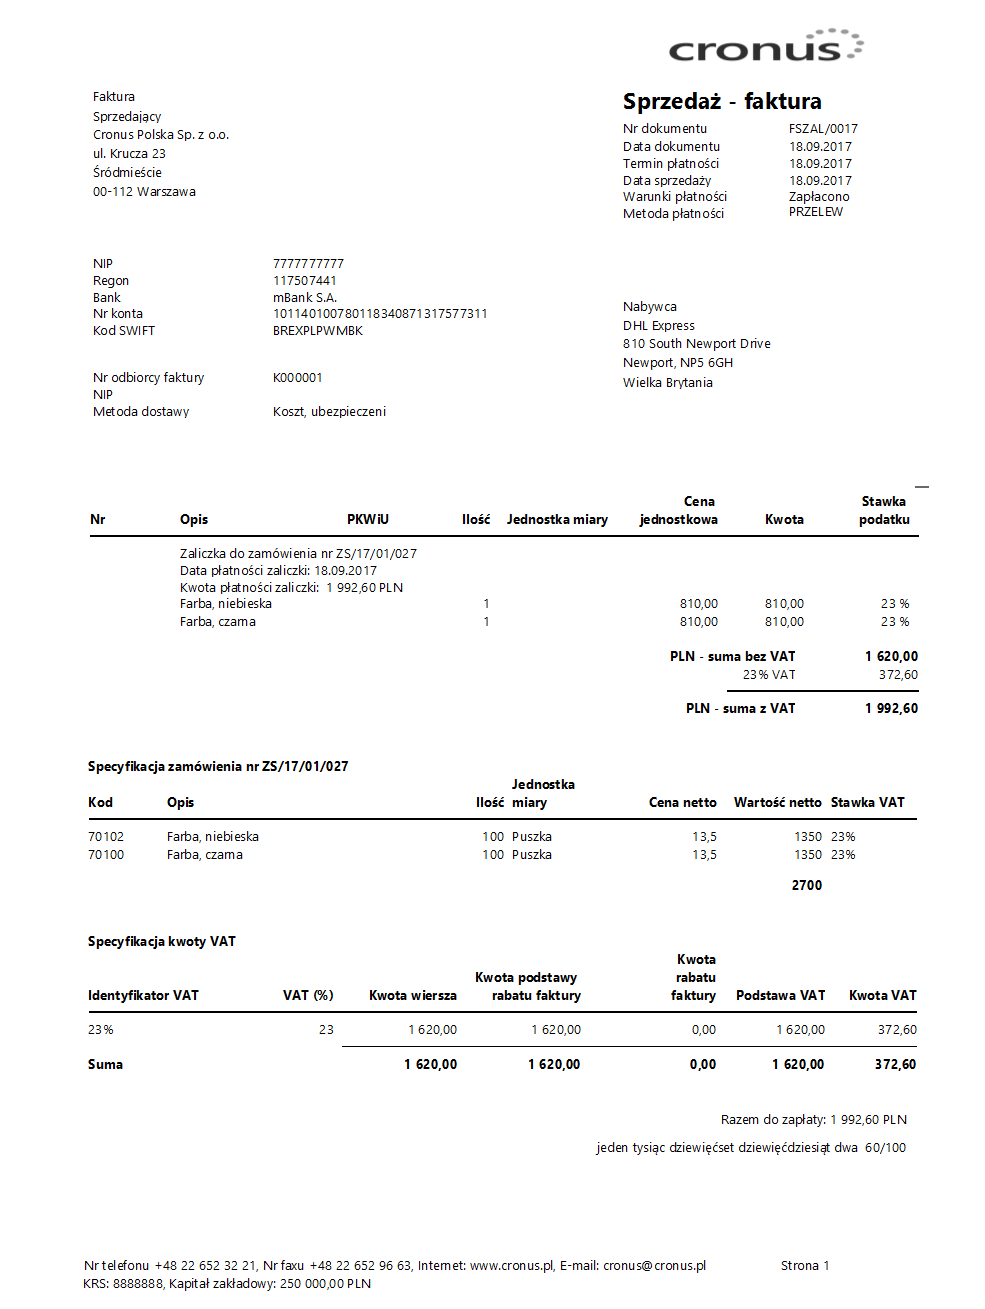 cronus
Faktura
Sprzedający
Cronus Polska Sp. z o.o.
ul. Krucza 23
Śródmieście
00-112 Warszawa
Sprzedaż - faktura
Nr dokumentu FSZAL/0017
Data dokumentu 18.09.2017
Termin płatności 18.09.2017
Data sprzedaży 18.09.2017
Warunki płatności Zapłacono
Metoda płatności PRZELEW
NIP 7777777777
Regon 117507441
Bank mBank S.A.
Nr konta 10114010078011834087131757​7311
Kod SWIFT BREXPLPWMBK
Nabywca
DHL Express
810 South Newport Drive
Newport, NP5 6GH
Wielka Brytania
Nr odbiorcy faktury K000001
NIP
Metoda dostawy Koszt, ubezpieczeni
Nr Opis PKWiU Ilość Jednostka miary Cena jednostkowa Kwota Stawka podatku
Zaliczka do zamówienia nr ZS/17/01/027
Data płatności zaliczki: 18.09.2017
Kwota płatności zaliczki: 1 992,60 PLN
Farba, niebieska 1 810,00 810,00 23 %
Farba, czarna 1 810,00 810,00 23 %
PLN - suma bez VAT 1 620,00
23% VAT 372,60
PLN - suma z VAT 1 992,60
Specyfikacja zamówienia nr ZS/17/01/027
Kod Opis Ilość Jednostka miary Cena netto Wartość netto Stawka VAT
70102 Farba, niebieska 100 Puszka 13,5 1350 23%
70100 Farba, czarna 100 Puszka 13,5 1350 23%
2700
Specyfikacja kwoty VAT
Identyfikator VAT VAT (%) Kwota wiersza Kwota podstawy rabatu faktury Kwota rabatu faktury Podstawa VAT Kwota VAT
23% 23 1 620,00 1 620,00 0,00 1 620,00 372,60
Suma 1 620,00 1 620,00 0,00 1 620,00 372,60
Razem do zapłaty: 1 992,60 PLN
jeden tysiąc dziewięćset dziewięćdziesiąt dwa 60/100
Nr telefonu +48 22 652 32 21, Nr faxu +48 22 652 96 63, Internet: www.cronus.pl, E-mail: cronus@cronus.pl Strona 1
KRS: 8888888, Kapitał zakładowy: 250 000,00 PLN